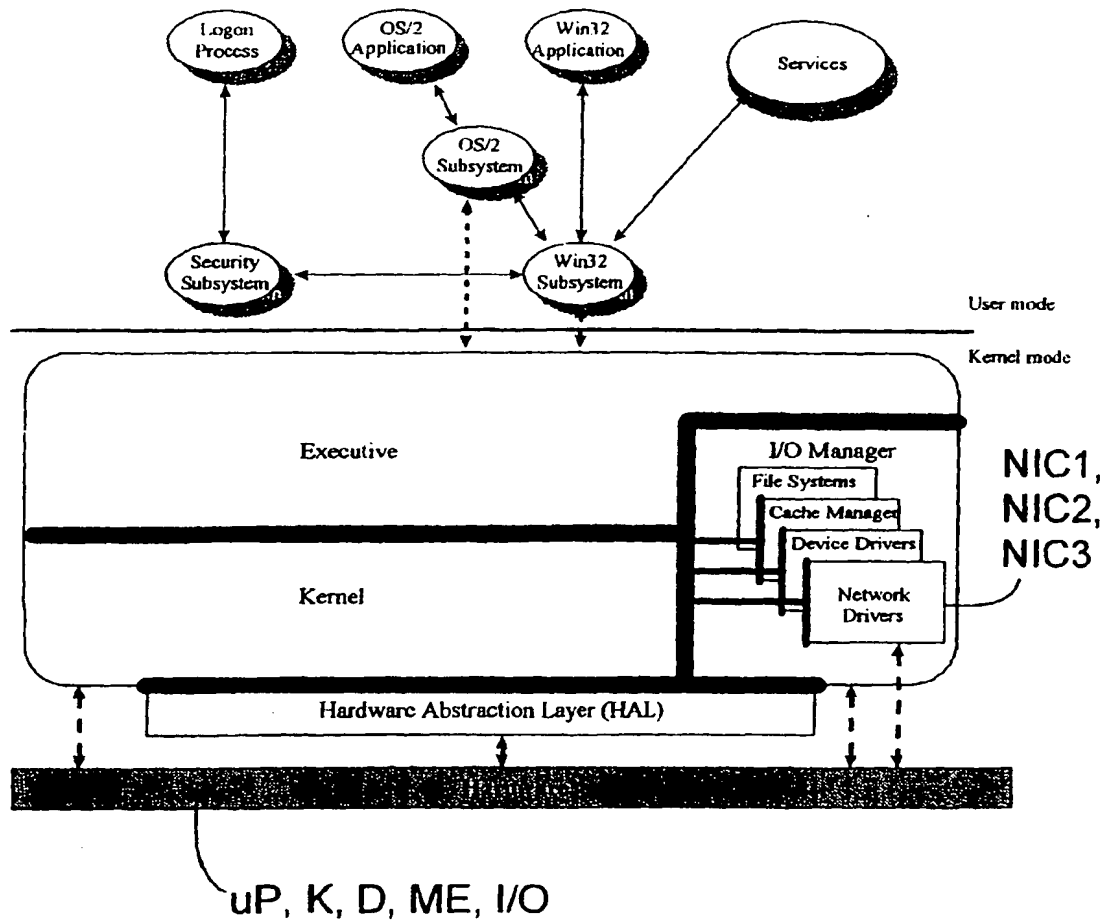 Logon
Process
OS/2
Application
Win32
Application
Services
OS/2
Subsystem
Security
Subsystem
Win32
Subsystem
User mode
Kernel mode
Executive
I/O Manager
File Systems
Cache Manager
Device Drivers
Network
Drivers
NIC1,
NIC2,
NIC3
Kernel
Hardware Abstraction Layer (HAL)
uP, K, D, ME, I/O